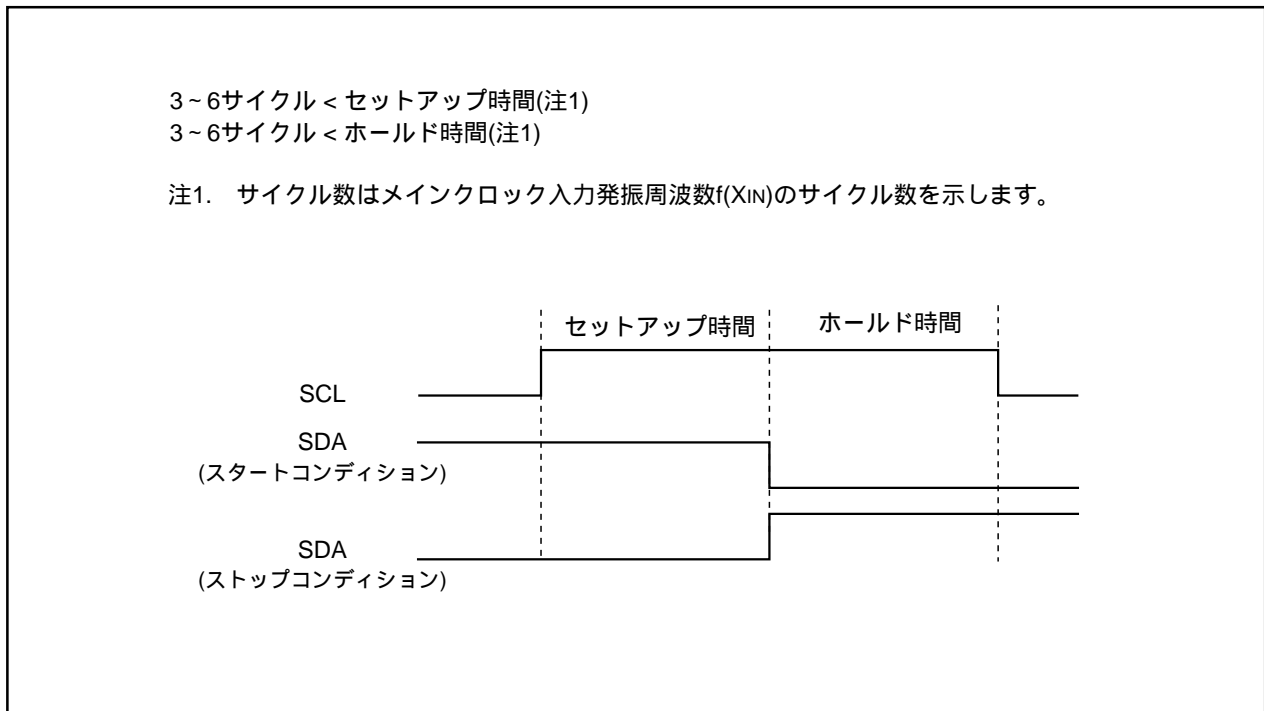 3~6サイクル < セットアップ時間(注1)
3~6サイクル < ホールド時間(注1)
注1. サイクル数はメインクロック入力発振周波数f(XIN)のサイクル数を示します。
セットアップ時間 ホールド時間
SCL
SDA
(スタートコンディション)
SDA
(ストップコンディション)